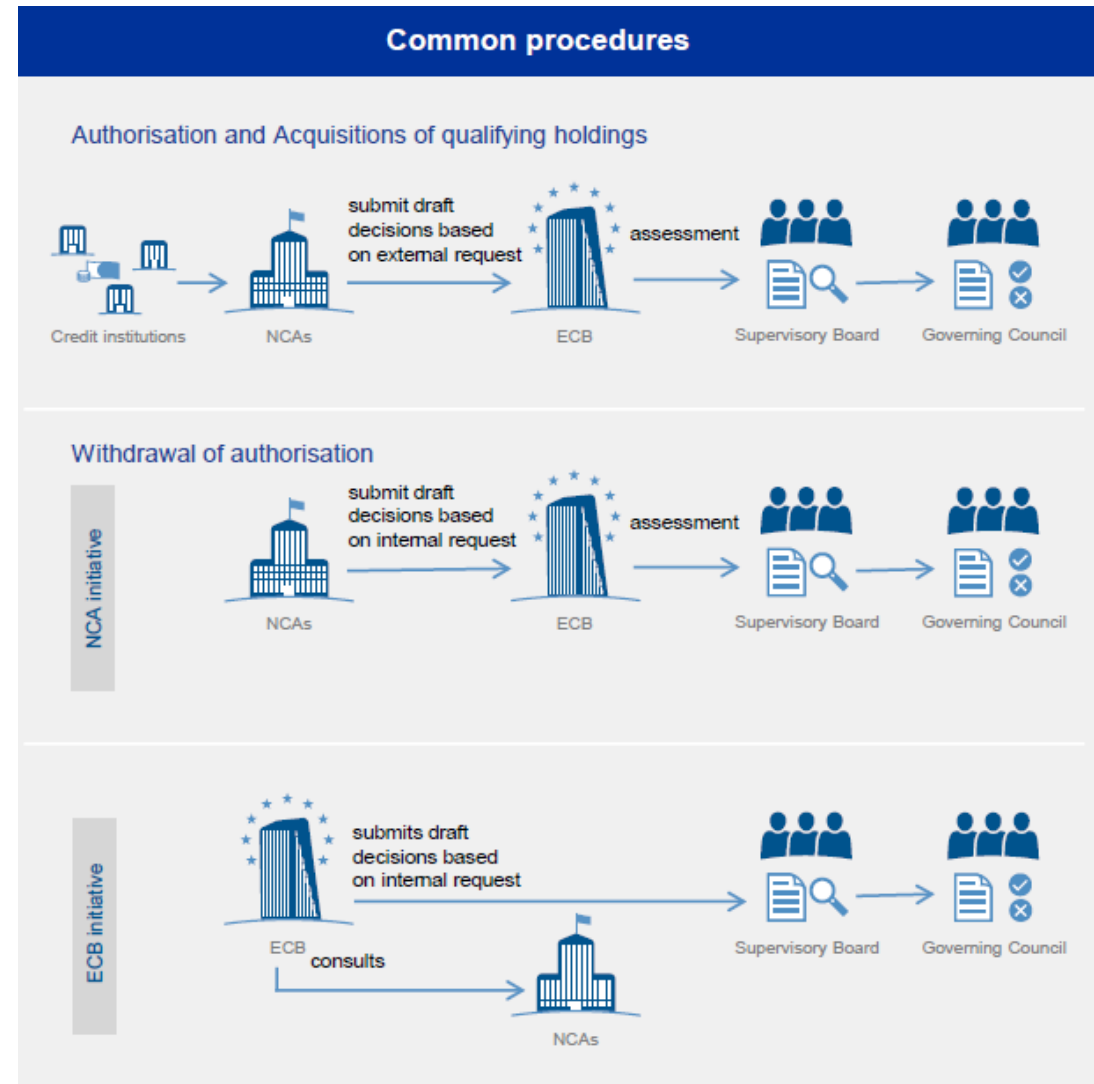 Common procedures
Authorisation and Acquisitions of qualifying holdings
submit draft
decisions based
on external request
assessment
Credit institutions
NCAs
ECB
Supervisory Board
Governing Council
Withdrawal of authorisation
NCA initiative
submit draft
decisions based
on internal request
assessment
NCAs
ECB
Supervisory Board
Governing Council
ECB initiative
submits draft
decisions based
on internal request
ECB
consults
Supervisory Board
Governing Council
NCAs